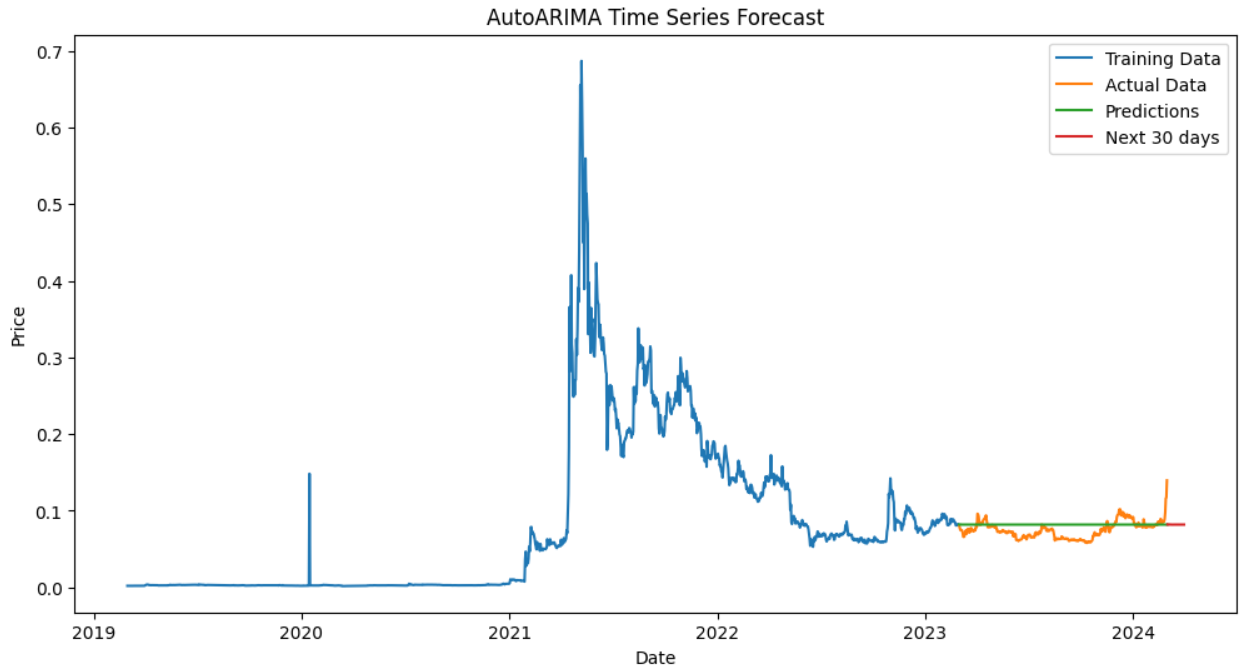 AutoARIMA Time Series Forecast
Training Data
Actual Data
Predictions
Next 30 days
Price
0.7
0.6
0.5
0.4
0.3
0.2
0.1
0.0
2019 2020 2021 2022 2023 2024
Date